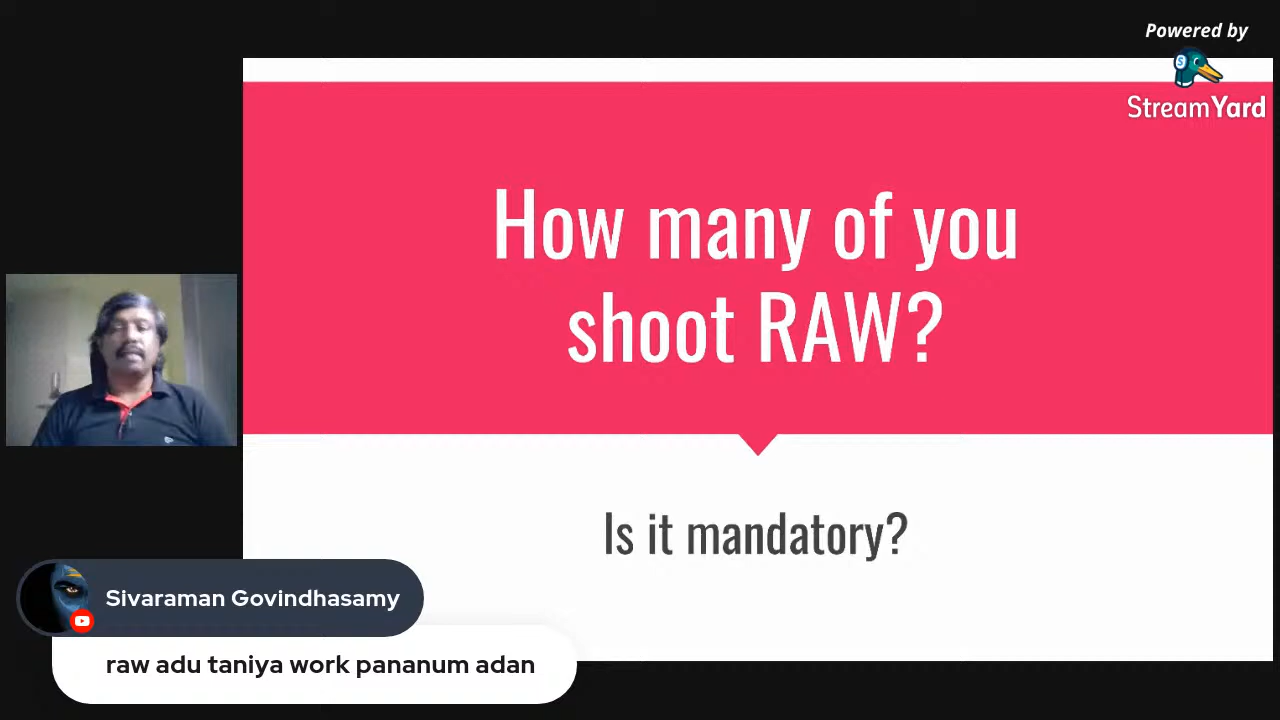 Powered by
StreamYard
How many of you
shoot RAW?
Is it mandatory?
Sivaraman Govindhasamy
raw adu taniya work pananum adan